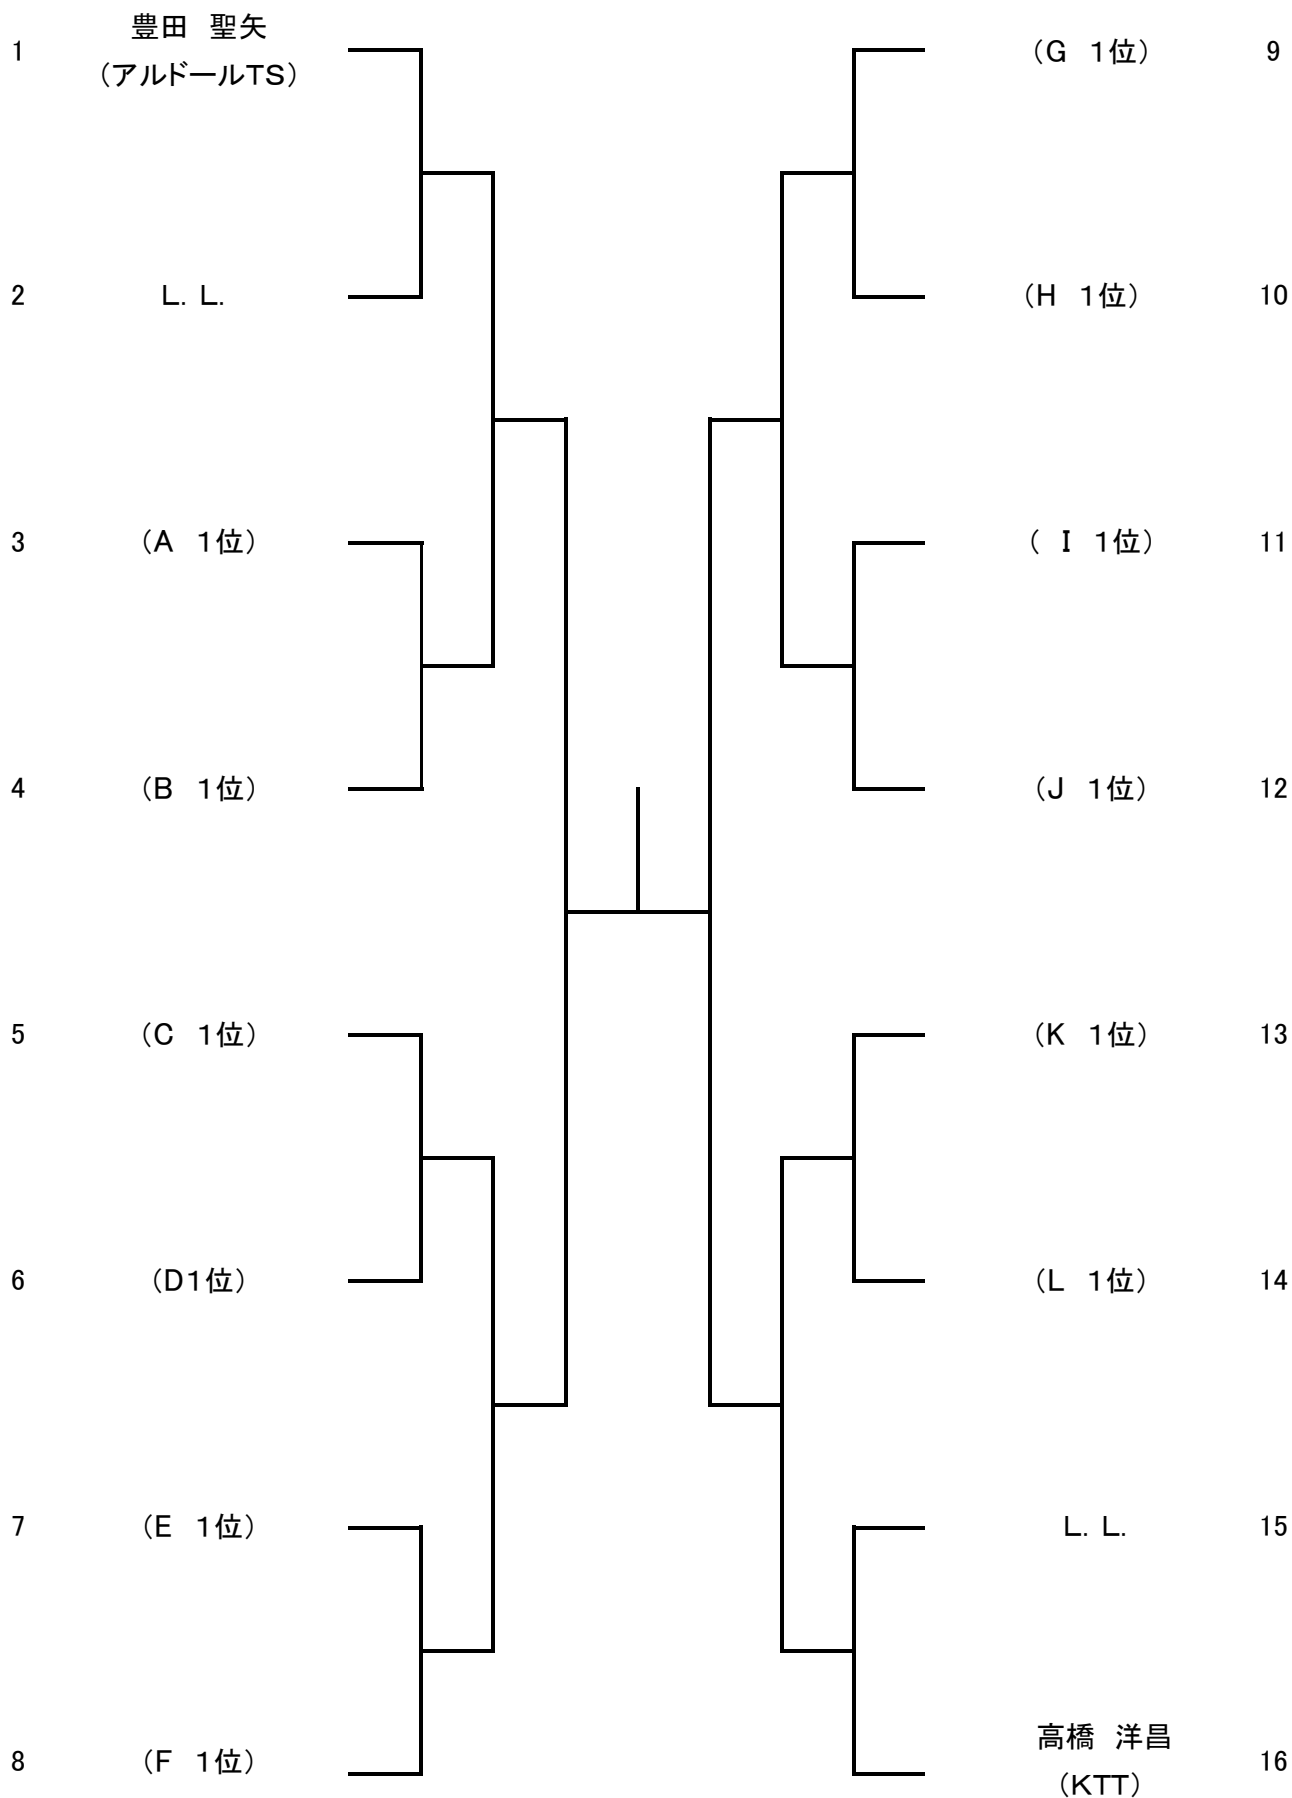 1 豊田 聖矢
(アルドールTS)
2 L. L.
3 (A 1位)
4 (B 1位)
5 (C 1位)
6 (D1位)
7 (E 1位)
8 (F 1位)
(G 1位) 9
(H 1位) 10
( I 1位) 11
(J 1位) 12
(K 1位) 13
(L 1位) 14
L. L. 15
高橋 洋昌
(KTT) 16